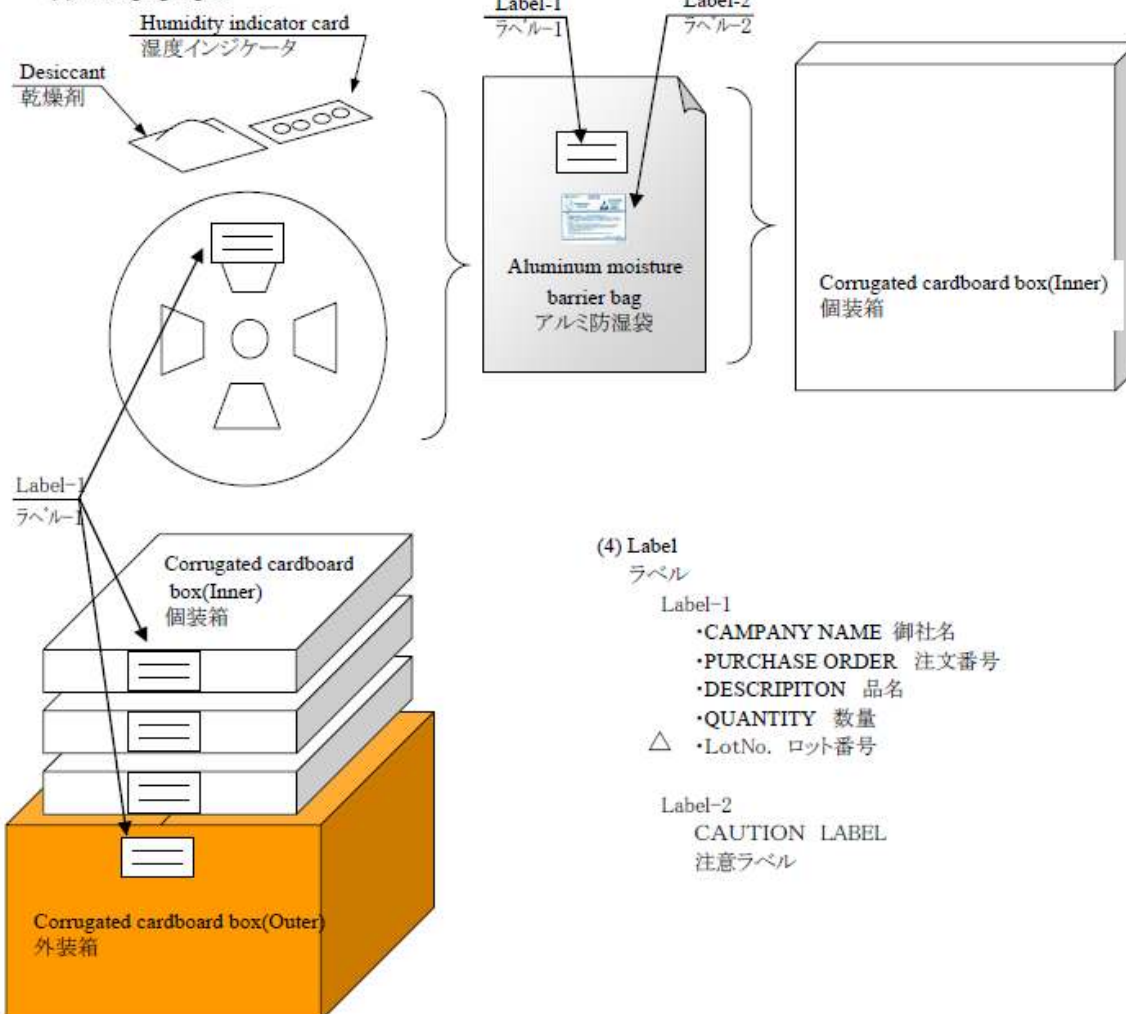 Humidity indicator card
湿度インジケータ
Desiccant
乾燥剤
Label-1
ラベル-1
Label-2
ラベル-2
Aluminum moisture
barrier bag
アルミ防湿袋
Corrugated cardboard box(Inner)
個装箱
Label-1
ラベル-1
Corrugated cardboard
box(Inner)
個装箱
Corrugated cardboard box(Outer)
外装箱
(4) Label
ラベル
Label-1
・CAMPANY NAME 御社名
・PURCHASE ORDER 注文番号
・DESCRIPITON 品名
・QUANTITY 数量
△ ・LotNo. ロット番号
Label-2
CAUTION LABEL
注意ラベル